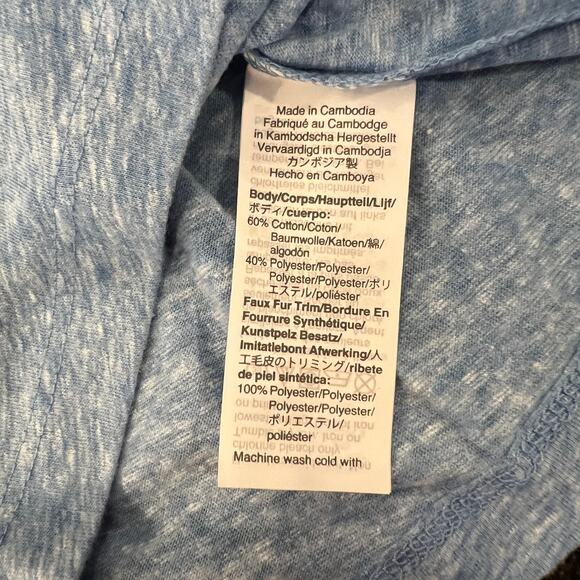 Made in Cambodia
Fabriqué au Cambodge
in Kambodscha Hergestellt
Vervaardigd in Cambodja
カンボジア製
Hecho en Camboya
Body/Corps/Haupttell/Lljf/
ボディ/cuerpo:
60% Cotton/Coton/
Baumwolle/Katoen/綿/
algodón
40% Polyester/Polyester/
Polyester/Polyester/ポリ
エステル/poliéster
Faux Fur Trim/Bordure En
Fourrure Synthétique/
Kunstpelz Besatz/
Imitatiebont Afwerking/人
工毛皮のトリミング/ribete
de piel sintética:
100% Polyester/Polyester/
Polyester/Polyester/
ポリエステル/
poliéster
Machine wash cold with